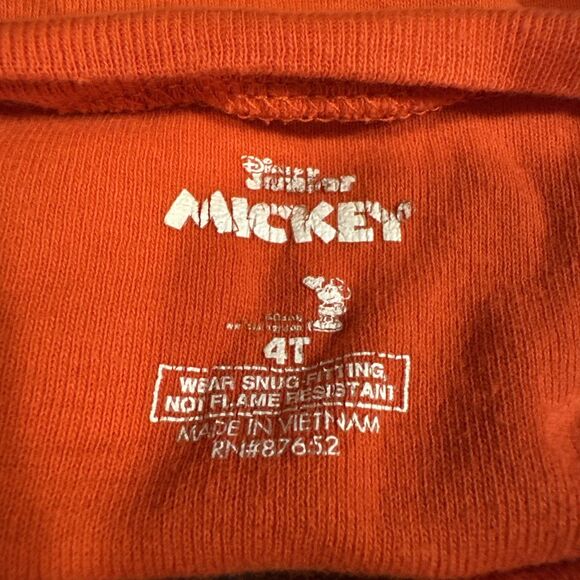 Disney
Junior
MICKEY
4T
WEAR SNUG-FITTING,
NOT FLAME RESISTANT
MADE IN VIETNAM
RN#87652